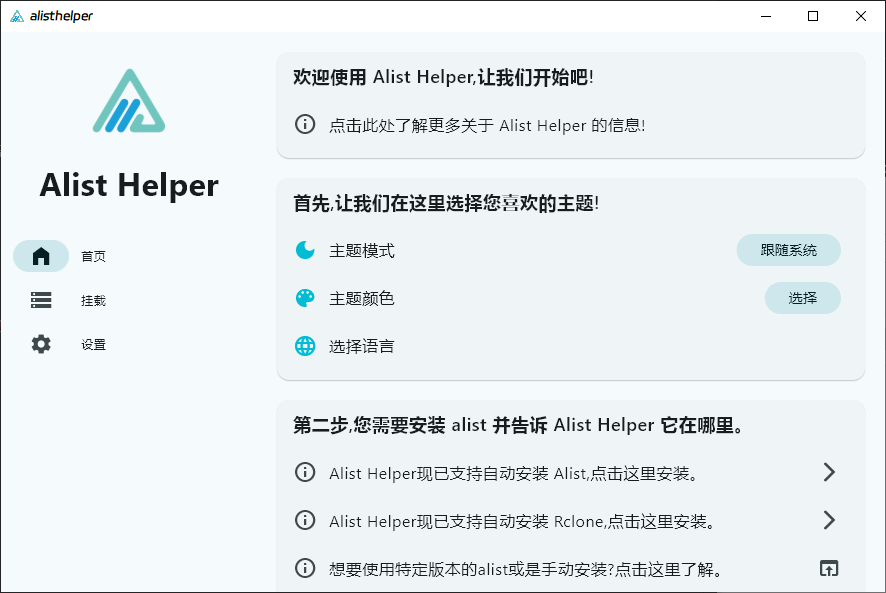 alisthelper
Alist Helper
首页
挂载
设置
欢迎使用 Alist Helper,让我们开始吧!
点击此处了解更多关于 Alist Helper 的信息!
首先,让我们在这里选择您喜欢的主题!
主题模式
跟随系统
主题颜色
选择
选择语言
第二步,您需要安装 alist 并告诉 Alist Helper 它在哪里。
Alist Helper现已支持自动安装 Alist,点击这里安装。
Alist Helper现已支持自动安装 Rclone,点击这里安装。
想要使用特定版本的alist或是手动安装?点击这里了解。